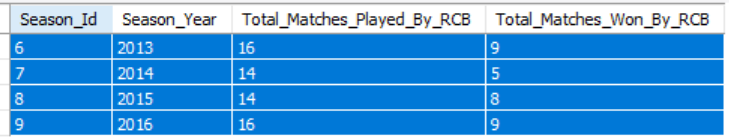 Season_Id Season_Year Total_Matches_Played_By_RCB Total_Matches_Won_By_RCB
6 2013 16 9
7 2014 14 5
8 2015 14 8
9 2016 16 9